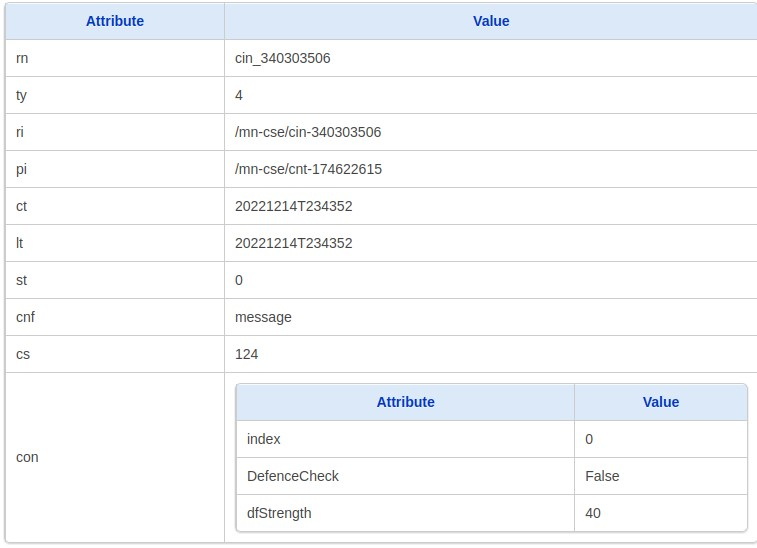 Attribute Value
rn cin_340303506
ty 4
ri /mn-cse/cin-340303506
pi /mn-cse/cnt-174622615
ct 20221214T234352
lt 20221214T234352
st 0
cnf message
cs 124
con
Attribute Value
index 0
DefenceCheck False
dfStrength 40